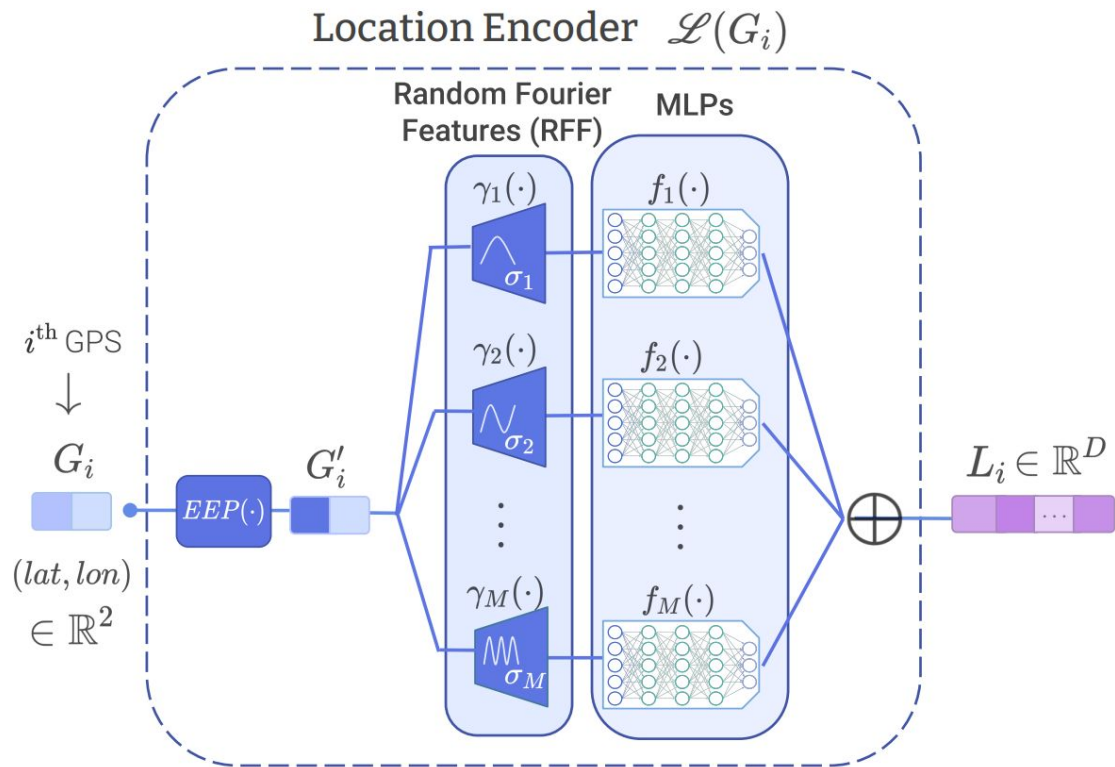 Location Encoder ℒ(G_i)
Random Fourier
Features (RFF)
MLPs
γ_1(·)
f_1(·)
σ_1
i^th GPS
γ_2(·)
f_2(·)
σ_2
G_i
G'_i
L_i ∈ ℝ^D
EEP(·)
...
(lat, lon)
∈ ℝ^2
γ_M(·)
f_M(·)
σ_M